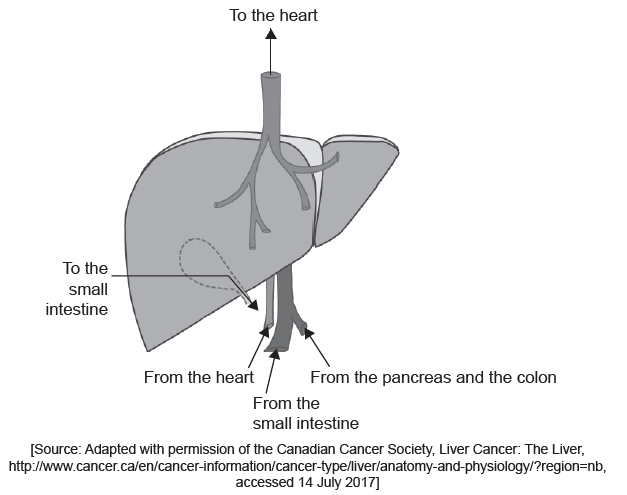 To the heart
To the
small
intestine
From the heart
From the pancreas and the colon
From the
small intestine
[Source: Adapted with permission of the Canadian Cancer Society, Liver Cancer: The Liver,
http://www.cancer.ca/en/cancer-information/cancer-type/liver/anatomy-and-physiology/?region=nb,
accessed 14 July 2017]